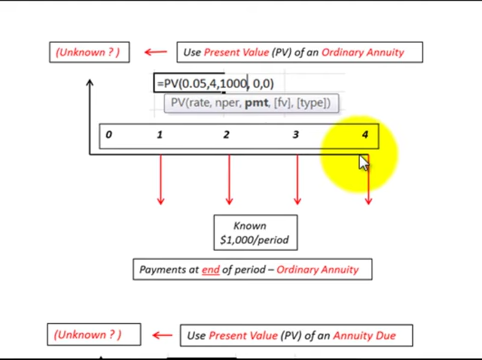 (Unknown ? ) Use Present Value (PV) of an Ordinary Annuity
=PV(0.05,4,1000, 0,0)
PV(rate, nper, pmt, [fv], [type])
0 1 2 3 4
Known
$1,000/period
Payments at end of period – Ordinary Annuity
(Unknown ? ) Use Present Value (PV) of an Annuity Due